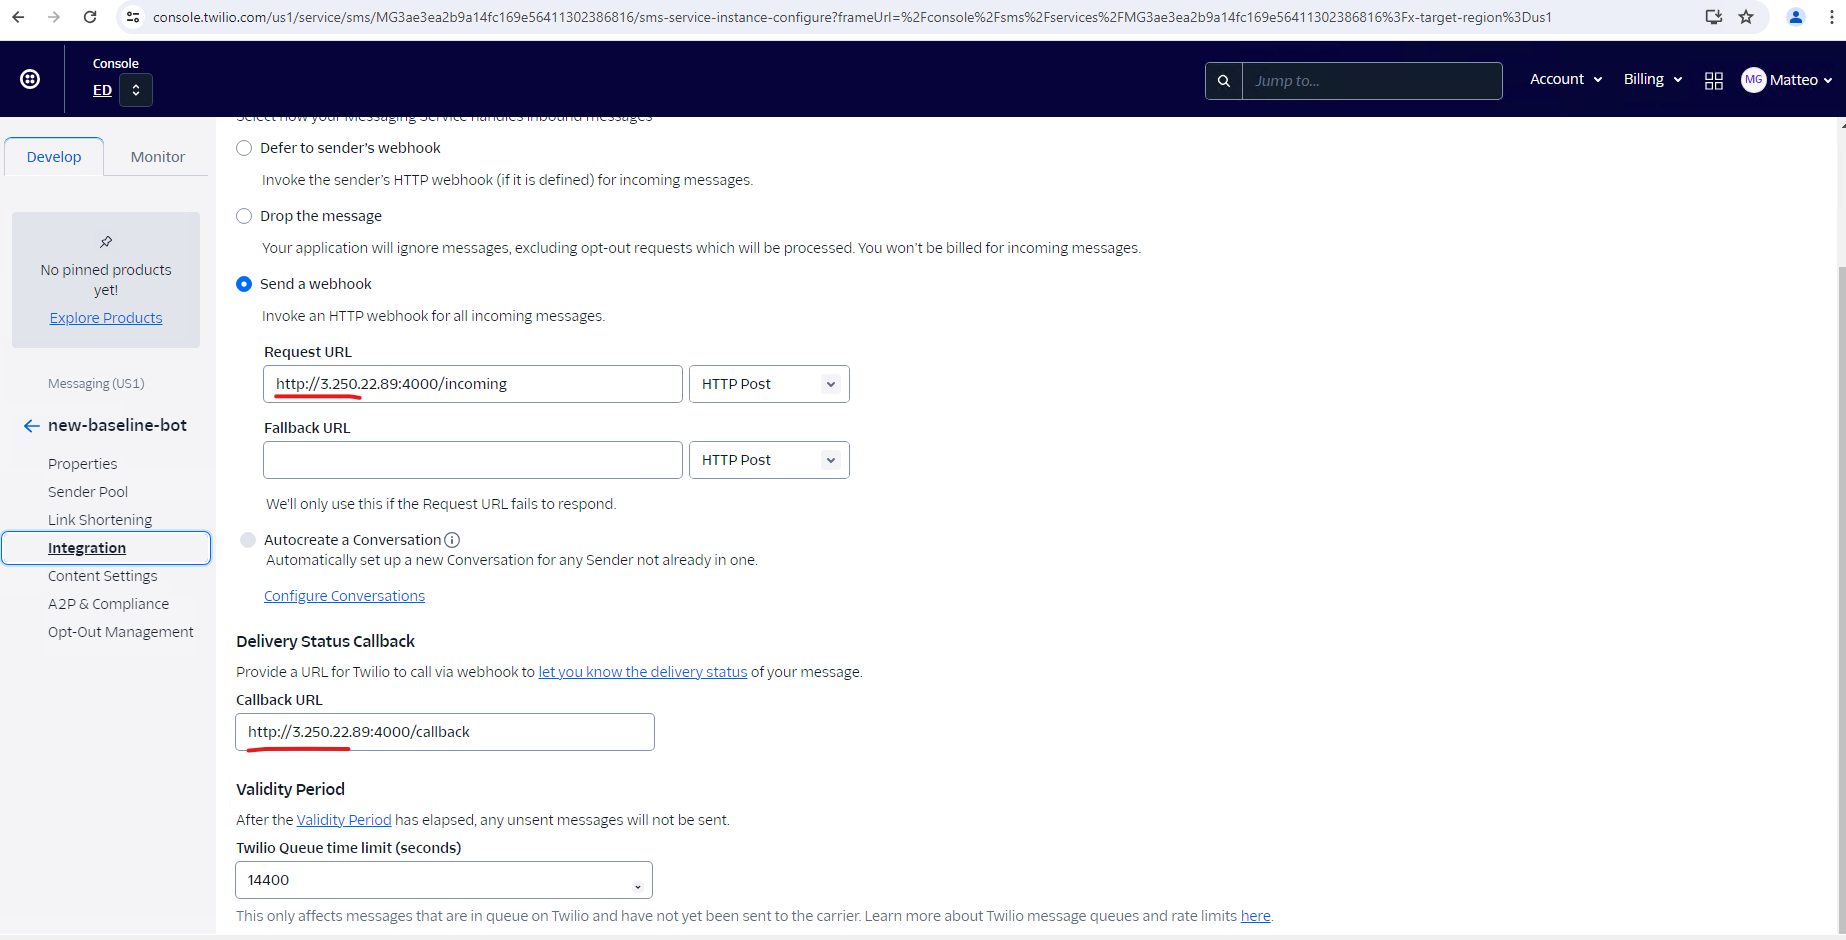 console.twilio.com/us1/service/sms/MG3ae3ea2b9a14fc169e56411302386816/sms-service-instance-configure?frameUrl=%2Fconsole%2Fsms%2Fservices%2FMG3ae3ea2b9a14fc169e56411302386816%3Fx-target-region%3Dus1
Console
ED
Jump to...
Account
Billing
MG Matteo
Develop
Monitor
No pinned products
yet!
Explore Products
Messaging (US1)
new-baseline-bot
Properties
Sender Pool
Link Shortening
Integration
Content Settings
A2P & Compliance
Opt-Out Management
Select how your Messaging Service handles inbound messages
Defer to sender's webhook
Invoke the sender's HTTP webhook (if it is defined) for incoming messages.
Drop the message
Your application will ignore messages, excluding opt-out requests which will be processed. You won't be billed for incoming messages.
Send a webhook
Invoke an HTTP webhook for all incoming messages.
Request URL
http://3.250.22.89:4000/incoming
HTTP Post
Fallback URL
HTTP Post
We'll only use this if the Request URL fails to respond.
Autocreate a Conversation
Automatically set up a new Conversation for any Sender not already in one.
Configure Conversations
Delivery Status Callback
Provide a URL for Twilio to call via webhook to let you know the delivery status of your message.
Callback URL
http://3.250.22.89:4000/callback
Validity Period
After the Validity Period has elapsed, any unsent messages will not be sent.
Twilio Queue time limit (seconds)
14400
This only affects messages that are in queue on Twilio and have not yet been sent to the carrier. Learn more about Twilio message queues and rate limits here.